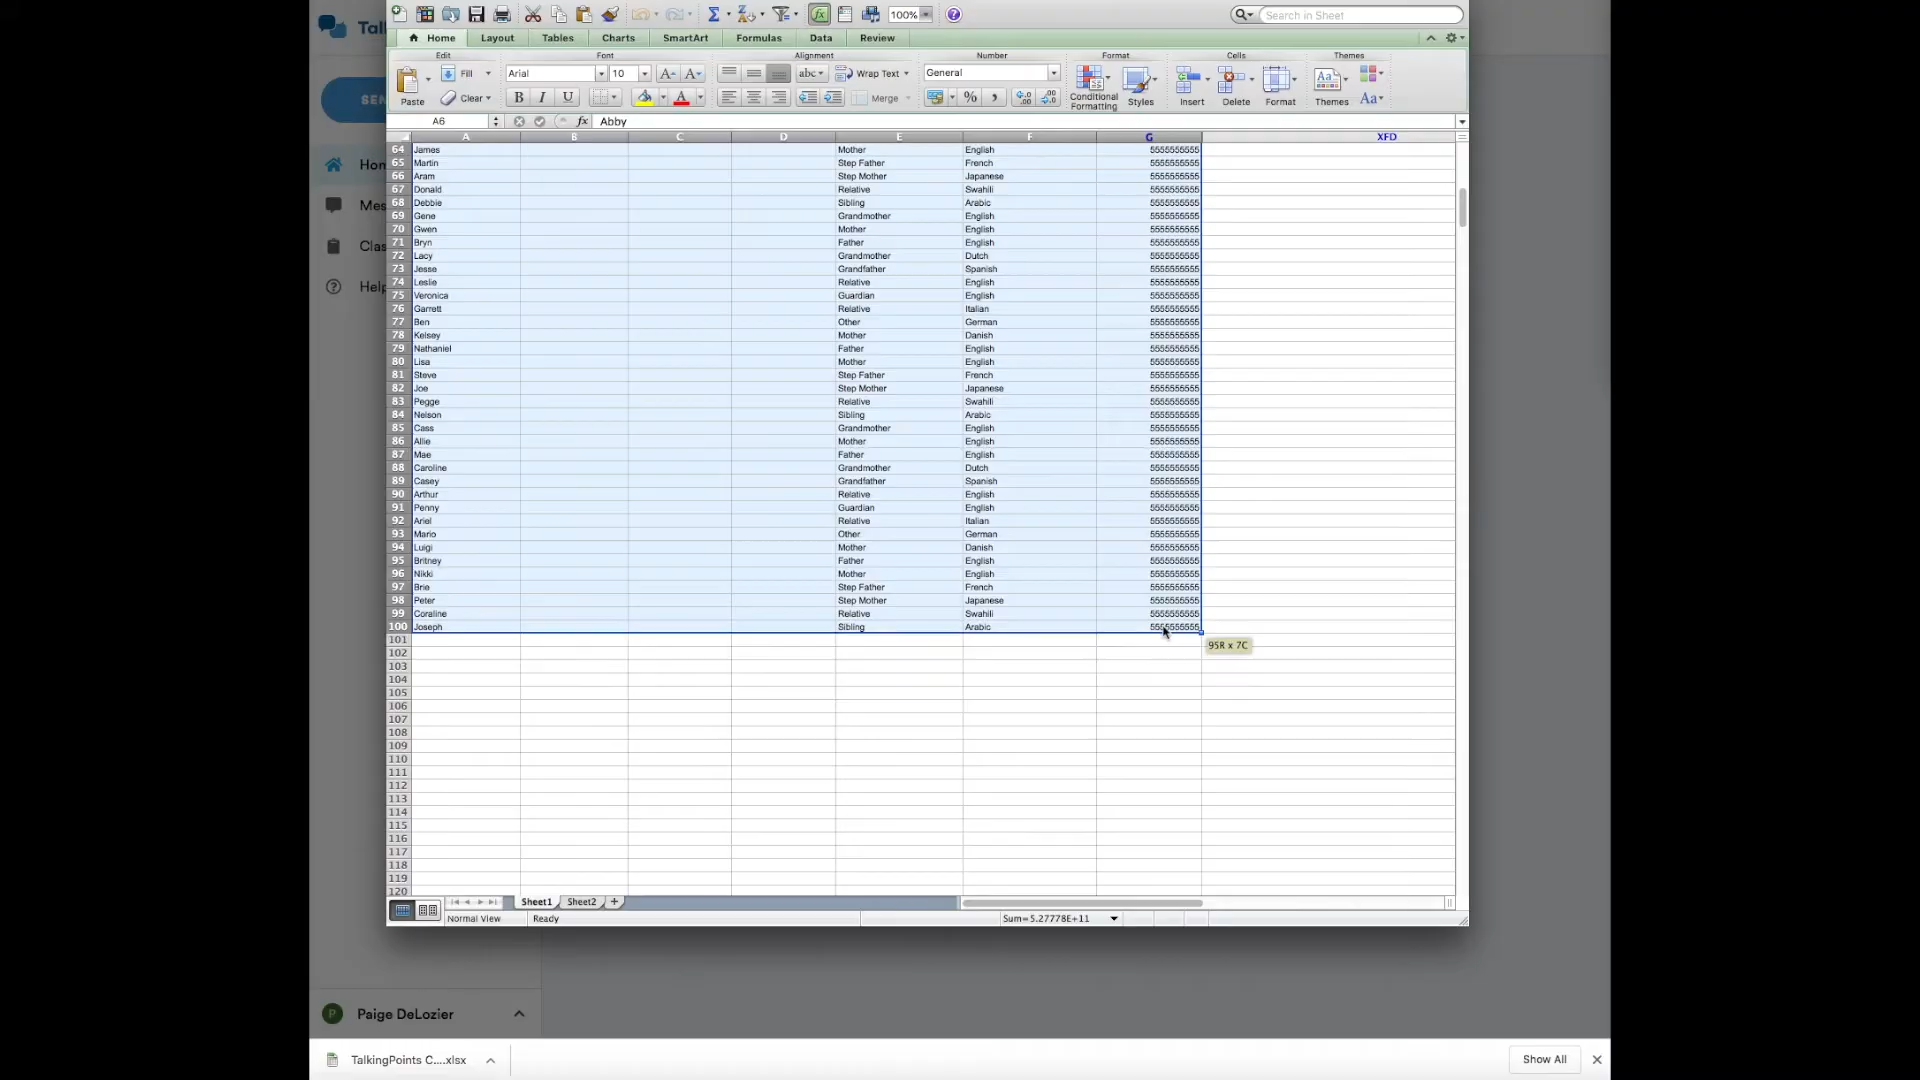 Tal
100%
Search in Sheet
SEN
Home Layout Tables Charts SmartArt Formulas Data Review
Edit Font Alignment Number Format Cells Themes
Fill Arial 10 A A abc Wrap Text General
Paste Clear B I U Merge % Conditional Formatting Styles Insert Delete Format Themes Aa
A6 fx Abby
A B C D E F G XFD
64 James Mother English 5555555555
65 Martin Step Father French 5555555555
66 Aram Step Mother Japanese 5555555555
67 Donald Relative Swahili 5555555555
68 Debbie Sibling Arabic 5555555555
69 Gene Grandmother English 5555555555
70 Gwen Mother English 5555555555
71 Bryn Father English 5555555555
72 Lacy Grandmother Dutch 5555555555
73 Jesse Grandfather Spanish 5555555555
74 Leslie Relative English 5555555555
75 Veronica Guardian English 5555555555
76 Garrett Relative Italian 5555555555
77 Ben Other German 5555555555
78 Kelsey Mother Danish 5555555555
79 Nathaniel Father English 5555555555
80 Lisa Mother English 5555555555
81 Steve Step Father French 5555555555
82 Joe Step Mother Japanese 5555555555
83 Pegge Relative Swahili 5555555555
84 Nelson Sibling Arabic 5555555555
85 Cass Grandmother English 5555555555
86 Allie Mother English 5555555555
87 Mae Father English 5555555555
88 Caroline Grandmother Dutch 5555555555
89 Casey Grandfather Spanish 5555555555
90 Arthur Relative English 5555555555
91 Penny Guardian English 5555555555
92 Ariel Relative Italian 5555555555
93 Mario Other German 5555555555
94 Luigi Mother Danish 5555555555
95 Britney Father English 5555555555
96 Nikki Mother English 5555555555
97 Brie Step Father French 5555555555
98 Peter Step Mother Japanese 5555555555
99 Coraline Relative Swahili 5555555555
100 Joseph Sibling Arabic 5555555555
101
95R x 7C
102
103
104
105
106
107
108
109
110
111
112
113
114
115
116
117
118
119
120
Hom
Mes
Clas
Help
Sheet1 Sheet2 +
Normal View Ready Sum=5.27778E+11
P Paige DeLozier
TalkingPoints C....xlsx
Show All